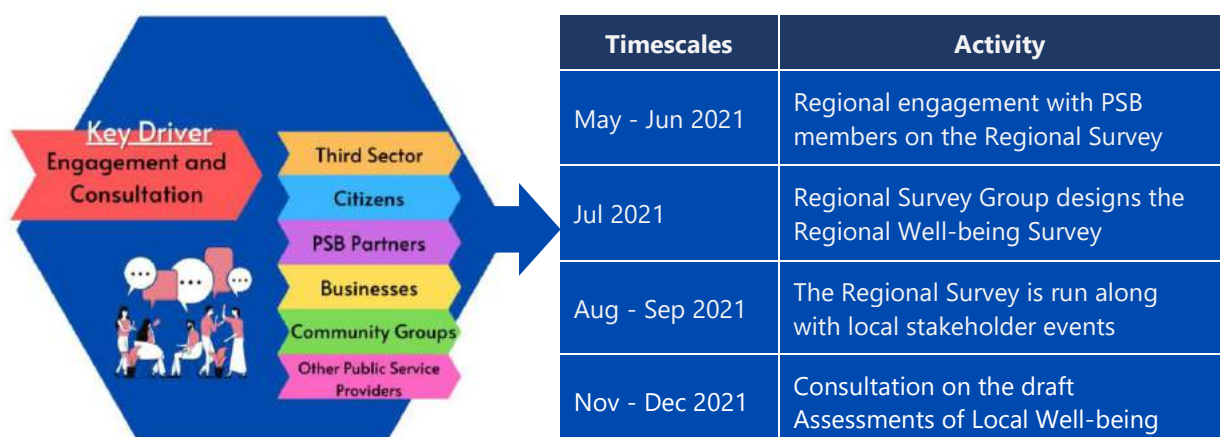 Key Driver
Engagement and
Consultation
Third Sector
Citizens
PSB Partners
Businesses
Community Groups
Other Public Service
Providers
Timescales Activity
May - Jun 2021 Regional engagement with PSB
members on the Regional Survey
Jul 2021 Regional Survey Group designs the
Regional Well-being Survey
Aug - Sep 2021 The Regional Survey is run along
with local stakeholder events
Nov - Dec 2021 Consultation on the draft
Assessments of Local Well-being